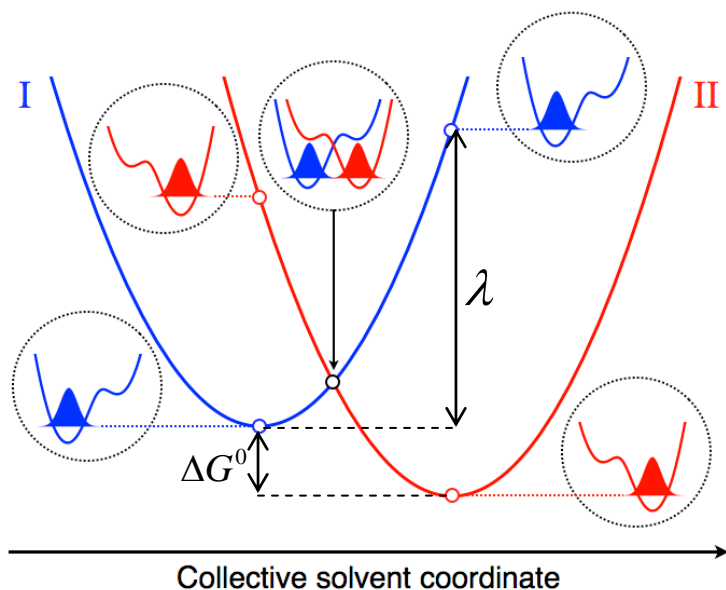 I
II
λ
ΔG⁰
Collective solvent coordinate